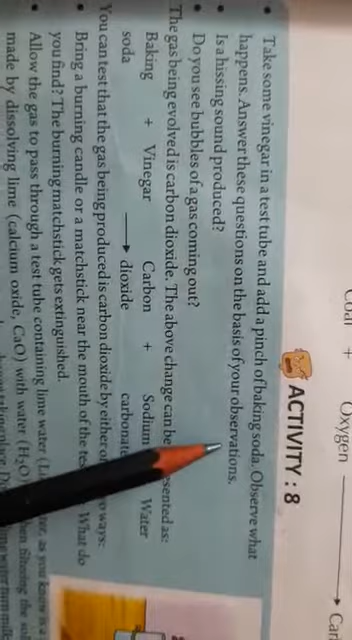 Coal + Oxygen
ACTIVITY : 8
• Take some vinegar in a test tube and add a pinch of baking soda. Observe what
happens. Answer these questions on the basis of your observations.
• Is a hissing sound produced?
• Do you see bubbles of a gas coming out?
The gas being evolved is carbon dioxide. The above change can be
Baking + Vinegar → Carbon + Sodium Water
soda dioxide carbonate
You can test that the gas being produced is carbon dioxide by either of ways:
• Bring a burning candle or a matchstick near the mouth of the What do
you find? The burning matchstick gets extinguished.
• Allow the gas to pass through a test tube containing lime water as you know is
made by dissolving lime (calcium oxide, CaO) with water (H₂O) filtering the